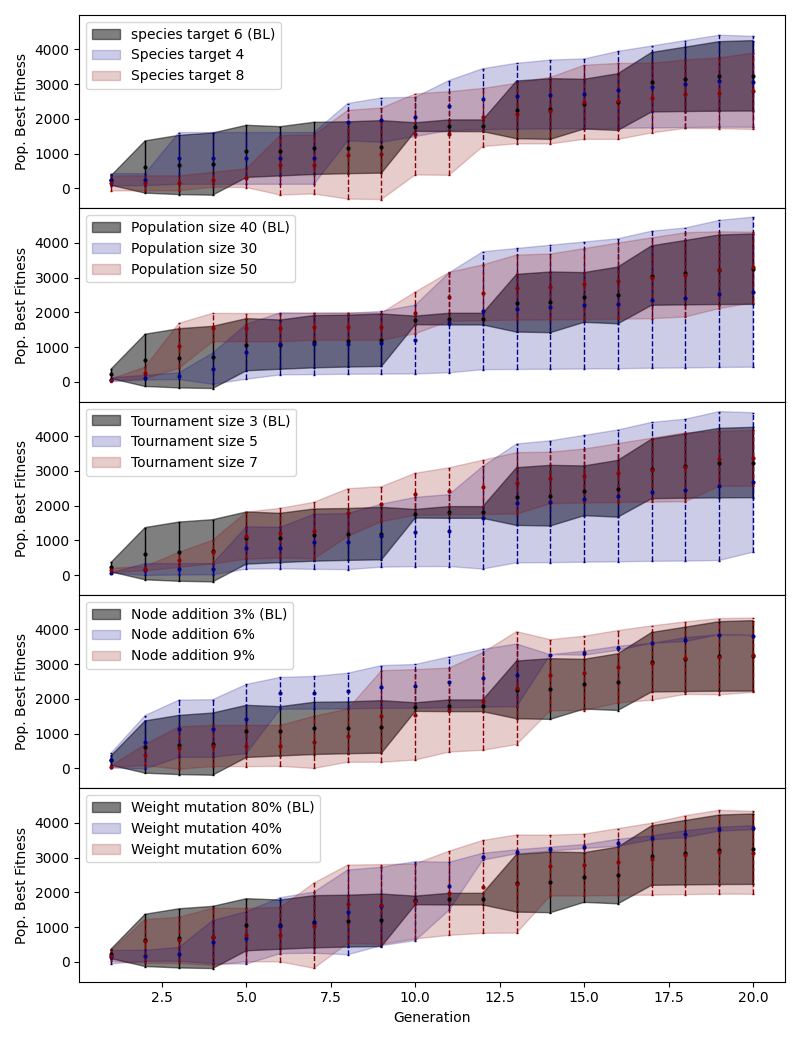 species target 6 (BL)
Species target 4
Species target 8
Pop. Best Fitness
4000
3000
2000
1000
0
Population size 40 (BL)
Population size 30
Population size 50
Pop. Best Fitness
4000
3000
2000
1000
0
Tournament size 3 (BL)
Tournament size 5
Tournament size 7
Pop. Best Fitness
4000
3000
2000
1000
0
Node addition 3% (BL)
Node addition 6%
Node addition 9%
Pop. Best Fitness
4000
3000
2000
1000
0
Weight mutation 80% (BL)
Weight mutation 40%
Weight mutation 60%
Pop. Best Fitness
4000
3000
2000
1000
0
2.5 5.0 7.5 10.0 12.5 15.0 17.5 20.0
Generation